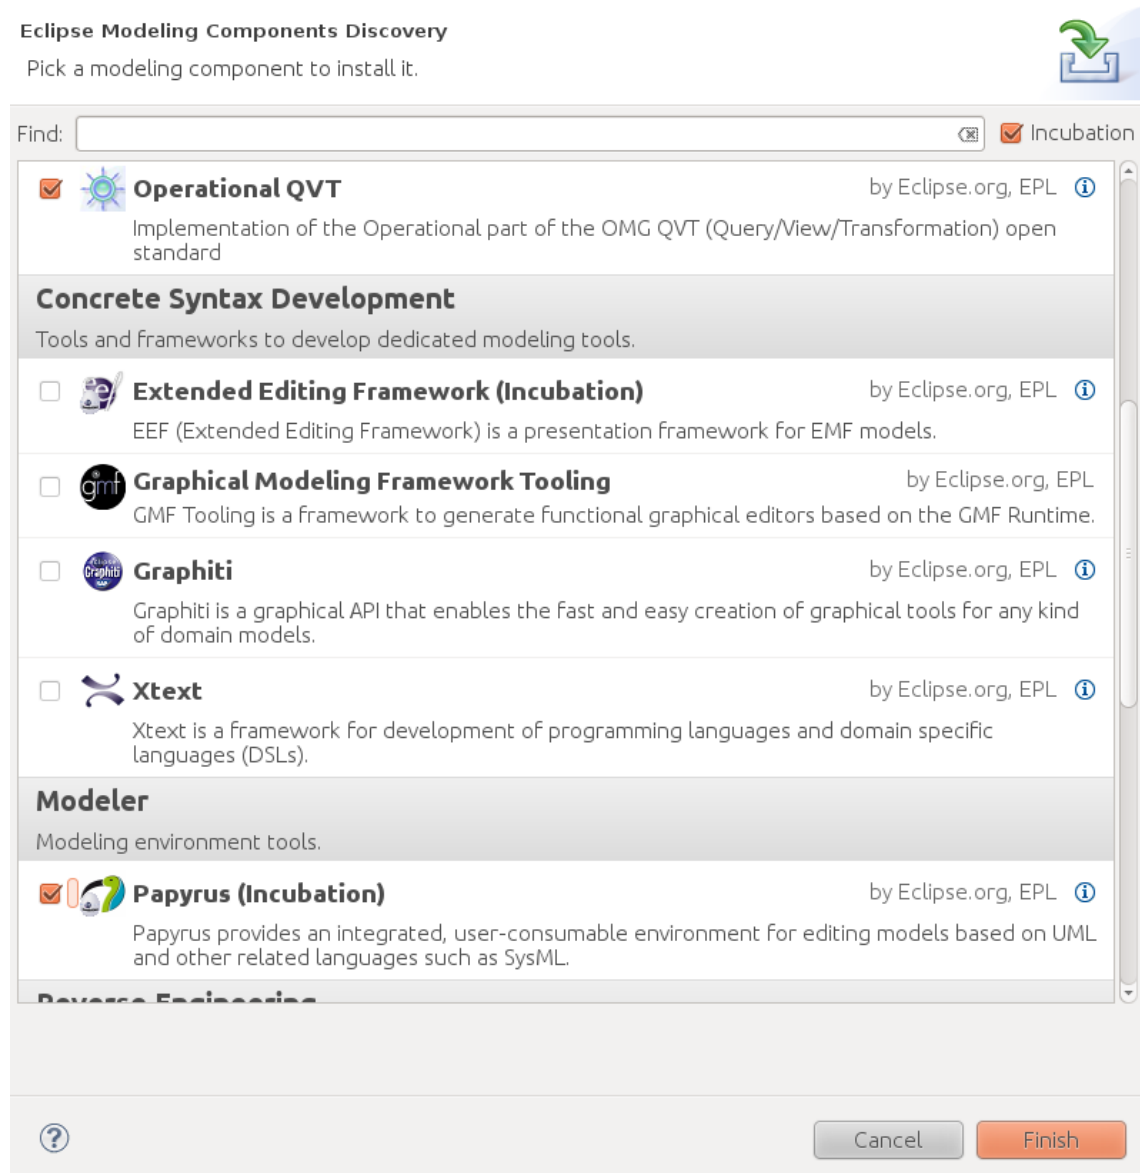 Eclipse Modeling Components Discovery
Pick a modeling component to install it.
Find:
Incubation
Operational QVT
by Eclipse.org, EPL
Implementation of the Operational part of the OMG QVT (Query/View/Transformation) open
standard
Concrete Syntax Development
Tools and frameworks to develop dedicated modeling tools.
Extended Editing Framework (Incubation)
by Eclipse.org, EPL
EEF (Extended Editing Framework) is a presentation framework for EMF models.
gmf
Graphical Modeling Framework Tooling
by Eclipse.org, EPL
GMF Tooling is a framework to generate functional graphical editors based on the GMF Runtime.
eclipse
Graphiti
SAP
Graphiti
by Eclipse.org, EPL
Graphiti is a graphical API that enables the fast and easy creation of graphical tools for any kind
of domain models.
Xtext
by Eclipse.org, EPL
Xtext is a framework for development of programming languages and domain specific
languages (DSLs).
Modeler
Modeling environment tools.
Papyrus (Incubation)
by Eclipse.org, EPL
Papyrus provides an integrated, user-consumable environment for editing models based on UML
and other related languages such as SysML.
Reverse Engineering
Cancel
Finish